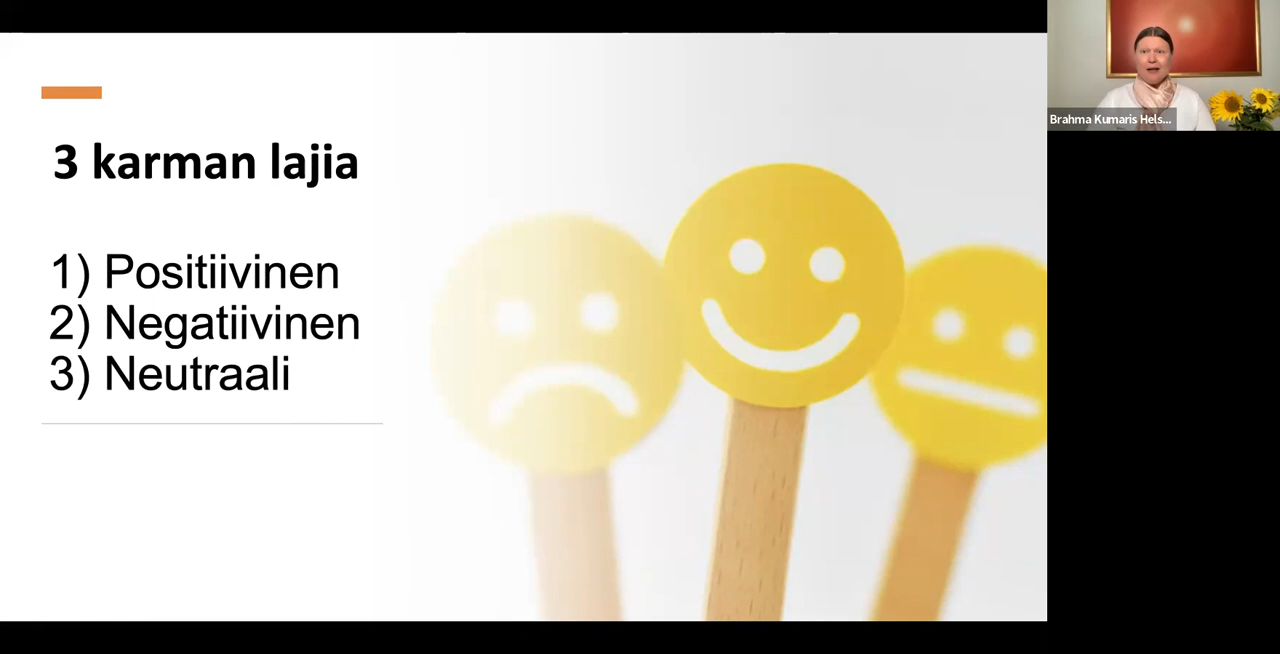 3 karman lajia
1) Positiivinen
2) Negatiivinen
3) Neutraali
Brahma Kumaris Hels...